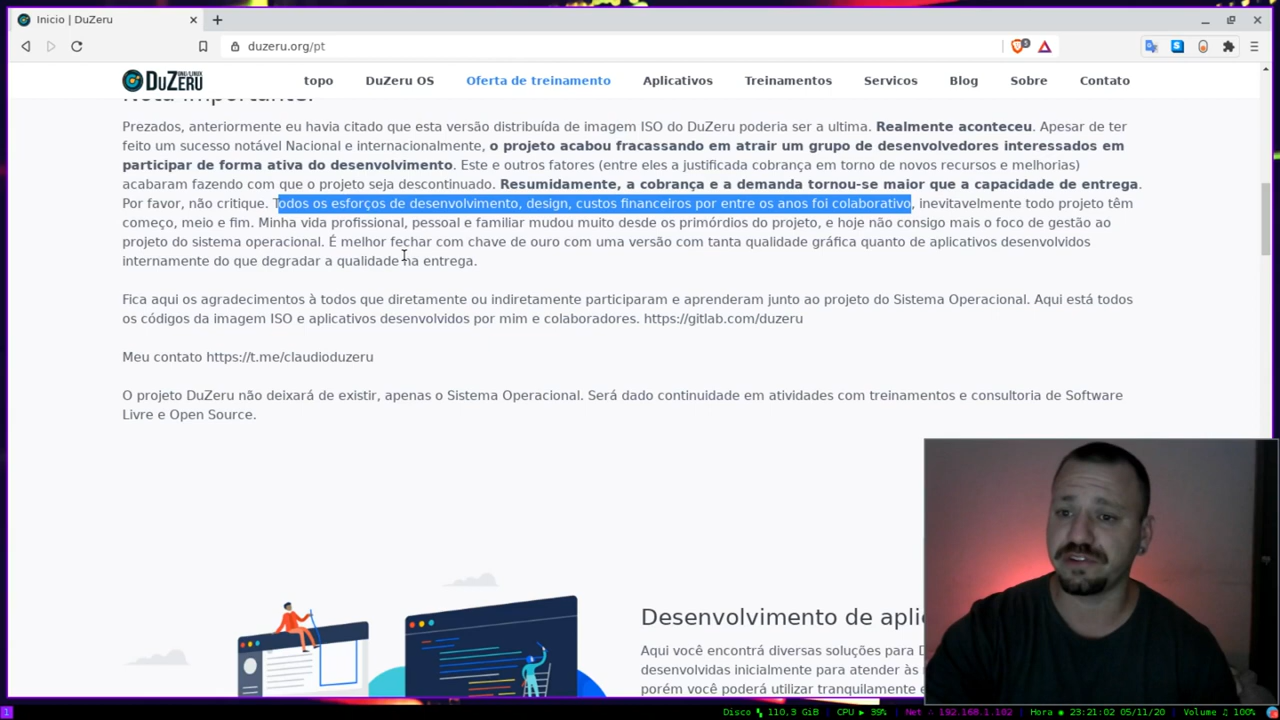 Inicio | DuZeru
duzeru.org/pt
DUZERU
topo
DuZeru OS
Oferta de treinamento
Aplicativos
Treinamentos
Servicos
Blog
Sobre
Contato
Nota Importante:
Prezados, anteriormente eu havia citado que esta versão distribuída de imagem ISO do DuZeru poderia ser a ultima. Realmente aconteceu. Apesar de ter
feito um sucesso notável Nacional e internacionalmente, o projeto acabou fracassando em atrair um grupo de desenvolvedores interessados em
participar de forma ativa do desenvolvimento. Este e outros fatores (entre eles a justificada cobrança em torno de novos recursos e melhorias)
acabaram fazendo com que o projeto seja descontinuado. Resumidamente, a cobrança e a demanda tornou-se maior que a capacidade de entrega.
Por favor, não critique. Todos os esforços de desenvolvimento, design, custos financeiros por entre os anos foi colaborativo, inevitavelmente todo projeto têm
começo, meio e fim. Minha vida profissional, pessoal e familiar mudou muito desde os primórdios do projeto, e hoje não consigo mais o foco de gestão ao
projeto do sistema operacional. É melhor fechar com chave de ouro com uma versão com tanta qualidade gráfica quanto de aplicativos desenvolvidos
internamente do que degradar a qualidade na entrega.
Fica aqui os agradecimentos à todos que diretamente ou indiretamente participaram e aprenderam junto ao projeto do Sistema Operacional. Aqui está todos
os códigos da imagem ISO e aplicativos desenvolvidos por mim e colaboradores. https://gitlab.com/duzeru
Meu contato https://t.me/claudioduzeru
O projeto DuZeru não deixará de existir, apenas o Sistema Operacional. Será dado continuidade em atividades com treinamentos e consultoria de Software
Livre e Open Source.
Desenvolvimento de
Aqui você encontrá diversas soluções para
desenvolvidas inicialmente para atender às
porém você poderá utilizar tranquilamente
1
Disco 110,3 GiB
CPU ▸ 39%
Net 192.168.1.102
Hora 23:21:02 05/11/20
Volume ♫ 100%